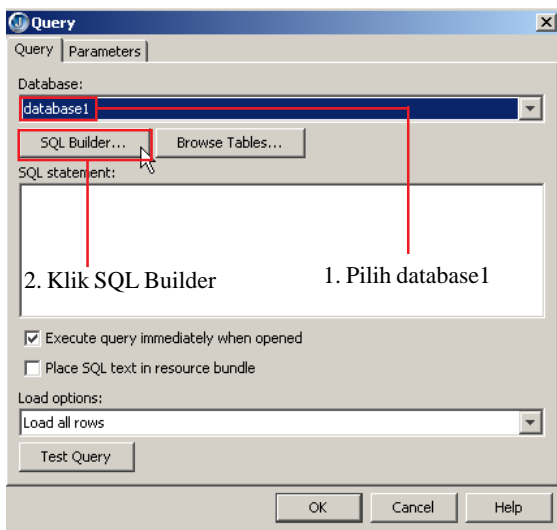 Query
Query Parameters
Database:
database1
SQL Builder... Browse Tables...
SQL statement:
2. Klik SQL Builder
1. Pilih database1
Execute query immediately when opened
Place SQL text in resource bundle
Load options:
Load all rows
Test Query
OK Cancel Help